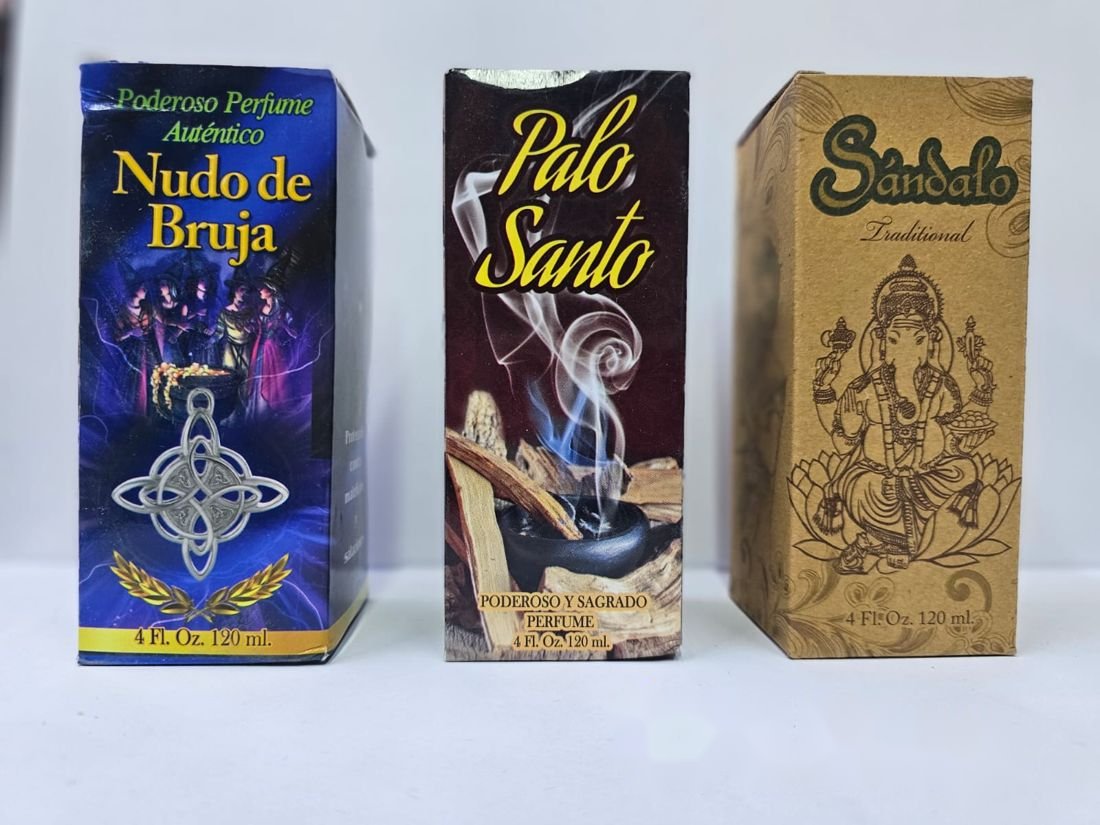 Poderoso Perfume
Auténtico
Nudo de
Bruja
4 Fl. Oz. 120 ml.
Palo
Santo
PODEROSO Y SAGRADO
PERFUME
4 Fl. Oz. 120 ml.
Sándalo
Traditional
4 Fl. Oz. 120 ml.